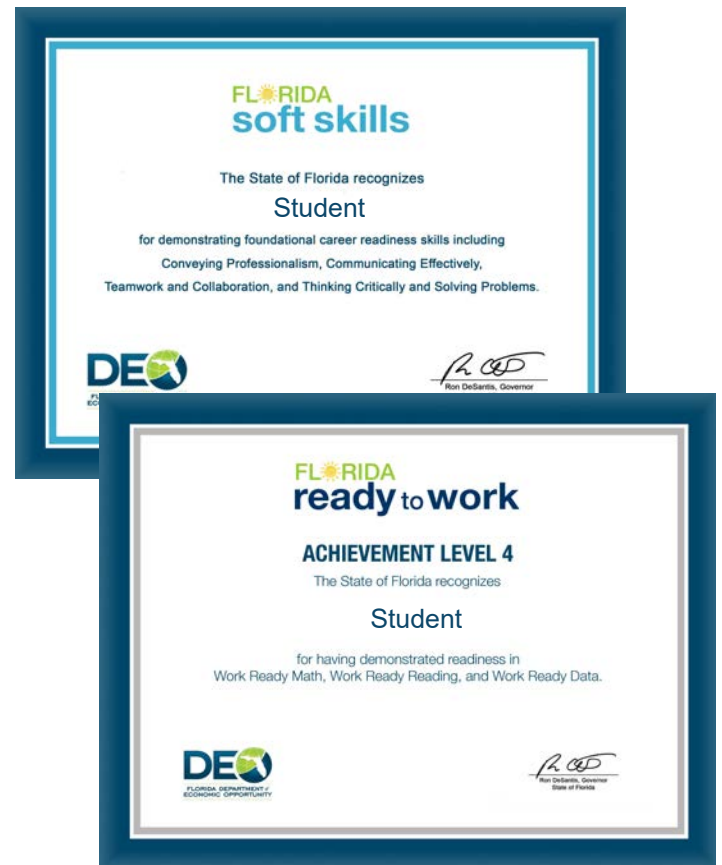 FLORIDA
soft skills
The State of Florida recognizes
Student
for demonstrating foundational career readiness skills including
Conveying Professionalism, Communicating Effectively,
Teamwork and Collaboration, and Thinking Critically and Solving Problems.
DEO
Ron DeSantis, Governor
FLORIDA
ready to work
ACHIEVEMENT LEVEL 4
The State of Florida recognizes
Student
for having demonstrated readiness in
Work Ready Math, Work Ready Reading, and Work Ready Data.
DEO
FLORIDA DEPARTMENT of
ECONOMIC OPPORTUNITY
Ron DeSantis, Governor
State of Florida